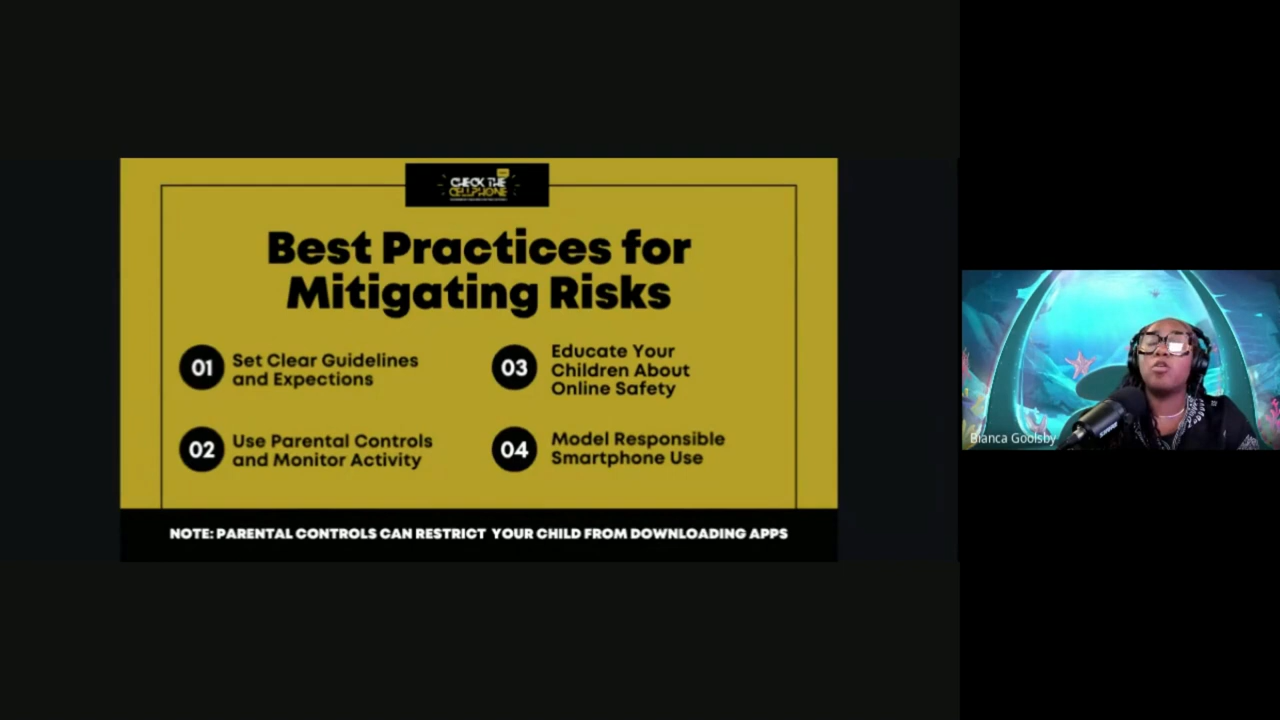 CHECK THE
CELLPHONE
Best Practices for
Mitigating Risks
01
Set Clear Guidelines
and Expections
02
Use Parental Controls
and Monitor Activity
03
Educate Your
Children About
Online Safety
04
Model Responsible
Smartphone Use
NOTE: PARENTAL CONTROLS CAN RESTRICT YOUR CHILD FROM DOWNLOADING APPS
Bianca Goolsby
SHURE